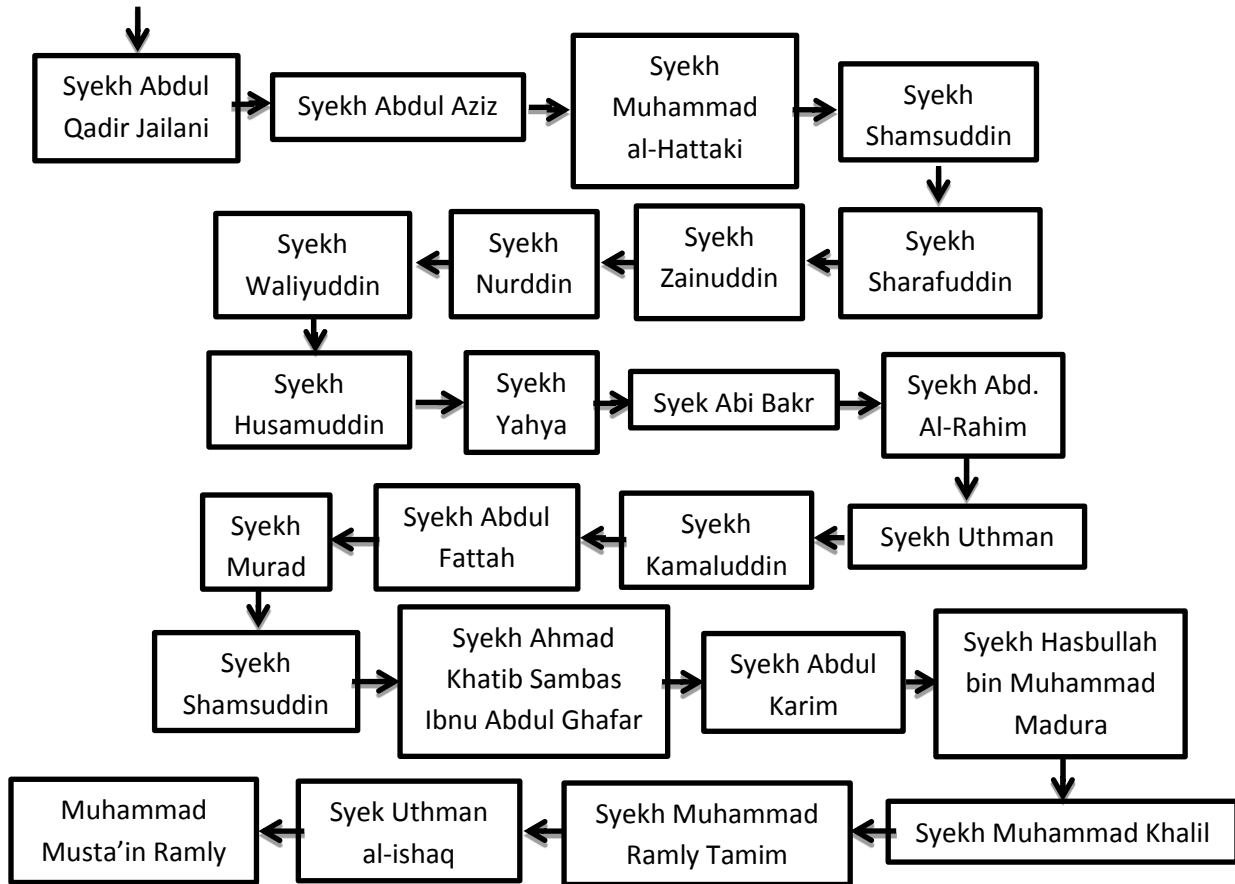 Syekh Abdul
Qadir Jailani
Syekh Abdul Aziz
Syekh
Muhammad
al-Hattaki
Syekh
Shamsuddin
Syekh
Sharafuddin
Syekh
Zainuddin
Syekh
Nurddin
Syekh
Waliyuddin
Syekh
Husamuddin
Syekh
Yahya
Syek Abi Bakr
Syekh Abd.
Al-Rahim
Syekh Uthman
Syekh
Kamaluddin
Syekh Abdul
Fattah
Syekh
Murad
Syekh
Shamsuddin
Syekh Ahmad
Khatib Sambas
Ibnu Abdul Ghafar
Syekh Abdul
Karim
Syekh Hasbullah
bin Muhammad
Madura
Syekh Muhammad Khalil
Syekh Muhammad
Ramly Tamim
Syek Uthman
al-ishaq
Muhammad
Musta’in Ramly